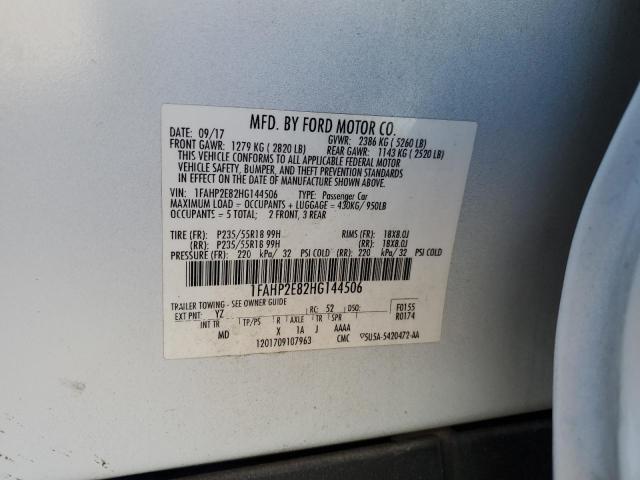 MFD. BY FORD MOTOR CO.
DATE: 09/17 GVWR: 2386 KG ( 5260 LB)
FRONT GAWR: 1279 KG ( 2820 LB) REAR GAWR: 1143 KG ( 2520 LB)
THIS VEHICLE CONFORMS TO ALL APPLICABLE FEDERAL MOTOR
VEHICLE SAFETY, BUMPER, AND THEFT PREVENTION STANDARDS
IN EFFECT ON THE DATE OF MANUFACTURE SHOWN ABOVE.
VIN: 1FAHP2E82HG144506 TYPE: Passenger Car
MAXIMUM LOAD = OCCUPANTS + LUGGAGE = 430KG/ 950LB
OCCUPANTS = 5 TOTAL; 2 FRONT, 3 REAR
TIRE (FR): P235/55R18 99H RIMS (FR): 18X8.0J
(RR): P235/55R18 99H (RR): 18X8.0J
PRESSURE (FR): 220 kPa/ 32 PSI COLD (RR): 220 kPa/ 32 PSI COLD
1FAHP2E82HG144506
TRAILER TOWING - SEE OWNER GUIDE
EXT PNT: YZ RC: 52 DSO: F0155
INT TR TP/PS R AXLE TR SPR R0174
MD X 1A J AAAA
1201709107963 CMC 5U5A-5420472-AA